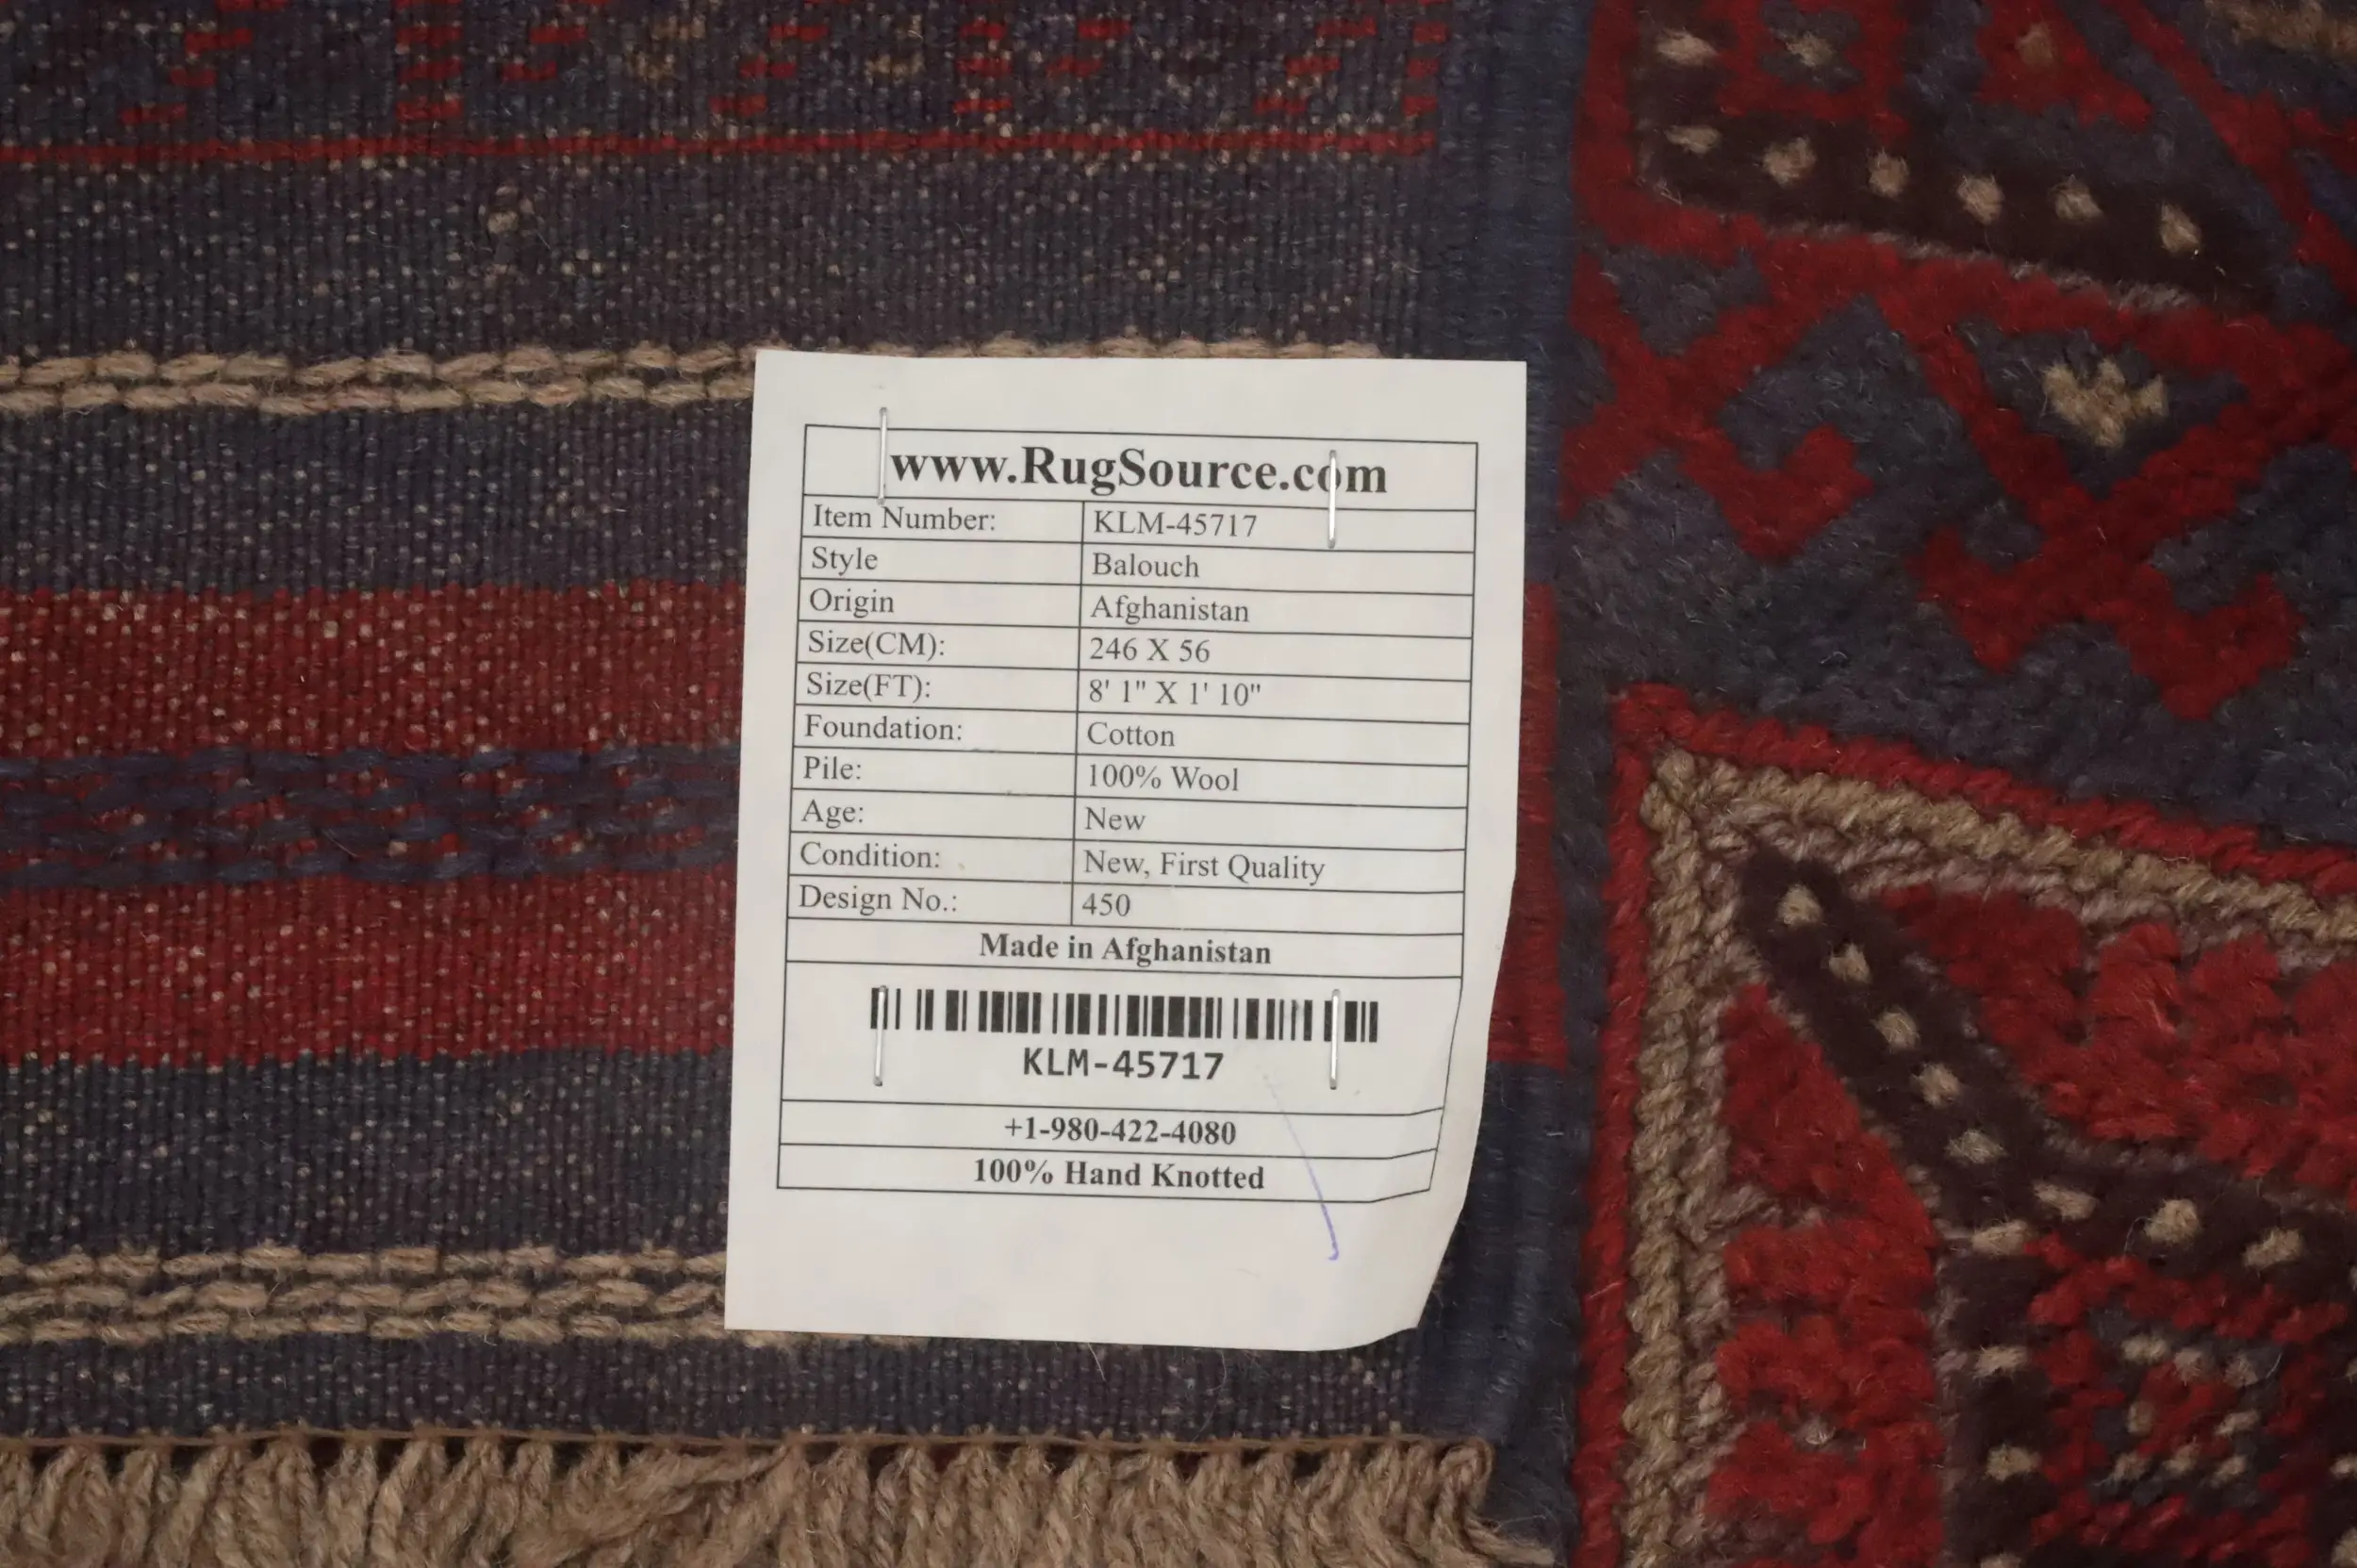 www.RugSource.com
Item Number: KLM-45717
Style Balouch
Origin Afghanistan
Size(CM): 246 X 56
Size(FT): 8' 1" X 1' 10"
Foundation: Cotton
Pile: 100% Wool
Age: New
Condition: New, First Quality
Design No.: 450
Made in Afghanistan
KLM-45717
+1-980-422-4080
100% Hand Knotted